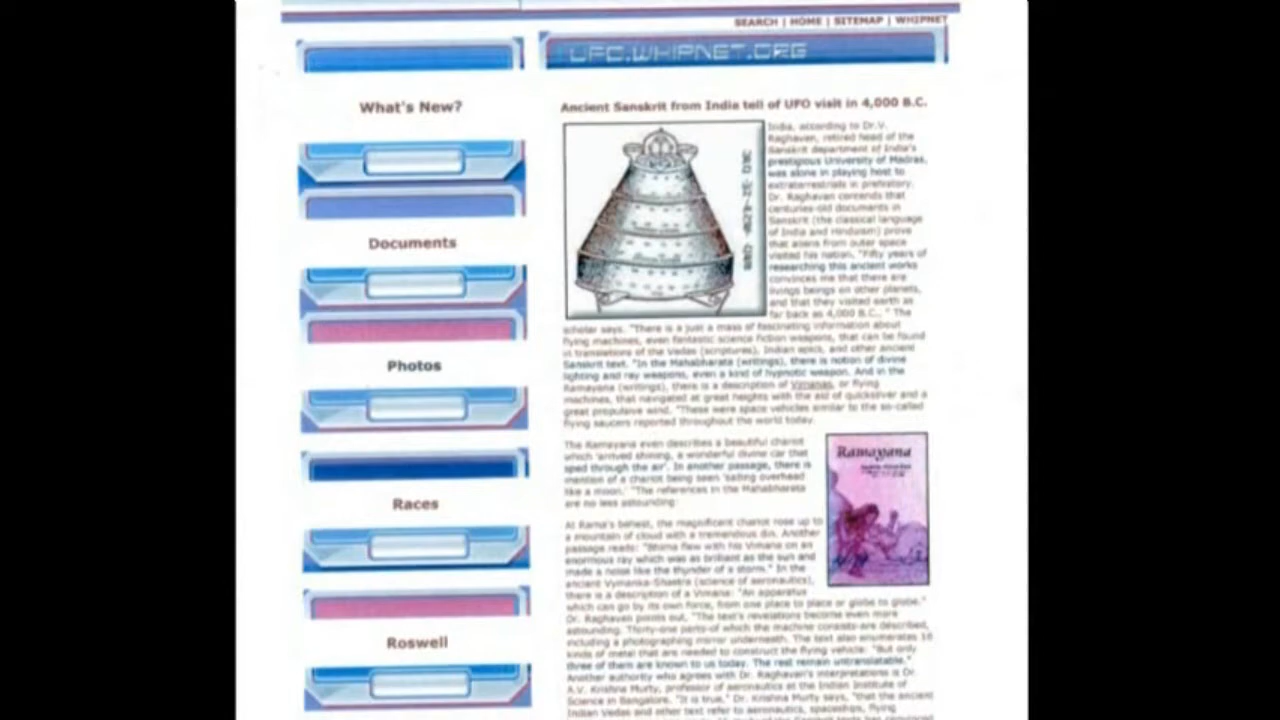 SEARCH | HOME | SITEMAP | WHIPNET
UFO.WHIPNET.ORG
What's New?
Documents
Photos
Races
Roswell
Ancient Sanskrit from India tell of UFO visit in 4,000 B.C.
India, according to Dr.V.
Raghavan, retired head of the
Sanskrit department of India's
prestigious University of Madras,
was alone in playing host to
extraterrestrials in prehistory.
Dr. Raghavan contends that
centuries-old documents in
Sanskrit (the classical language
of India and Hinduism) prove
that aliens from outer space
visited his nation. "Fifty years of
researching this ancient works
convinces me that there are
livings beings on other planets,
and that they visited earth as
far back as 4,000 B.C., " The
scholar says. "There is a just a mass of fascinating information about
flying machines, even fantastic science fiction weapons, that can be found
in translations of the Vedas (scriptures), Indian epics, and other ancient
Sanskrit text. "In the Mahabharata (writings), there is notion of divine
lighting and ray weapons, even a kind of hypnotic weapon. And in the
Ramayana (writings), there is a description of Vimanas, or flying
machines, that navigated at great heights with the aid of quicksilver and a
great propulsive wind. "These were space vehicles similar to the so-called
flying saucers reported throughout the world today.
The Ramayana even describes a beautiful chariot
which 'arrived shining, a wonderful divine car that
sped through the air'. In another passage, there is
mention of a chariot being seen 'sailing overhead
like a moon.' "The references in the Mahabharata
are no less astounding:
Ramayana
At Rama's behest, the magnificent chariot rose up to
a mountain of cloud with a tremendous din. Another
passage reads: "Bhima flew with his Vimana on an
enormous ray which was as brilliant as the sun and
made a noise like the thunder of a storm." In the
ancient Vymanka-Shastra (science of aeronautics),
there is a description of a Vimana: "An apparatus
which can go by its own force, from one place to place or globe to globe."
Dr. Raghavan points out, "The text's revelations become even more
astounding. Thirty-one parts-of which the machine consists-are described,
including a photographing mirror underneath. The text also enumerates 16
kinds of metal that are needed to construct the flying vehicle: "But only
three of them are known to us today. The rest remain untranslatable."
Another authority who agrees with Dr. Raghavan's interpretations is Dr.
A.V. Krishna Murty, professor of aeronautics at the Indian Institute of
Science in Bangalore. "It is true," Dr. Krishna Murty says, "that the ancient
Indian Vedas and other text refer to aeronautics, spaceships, flying